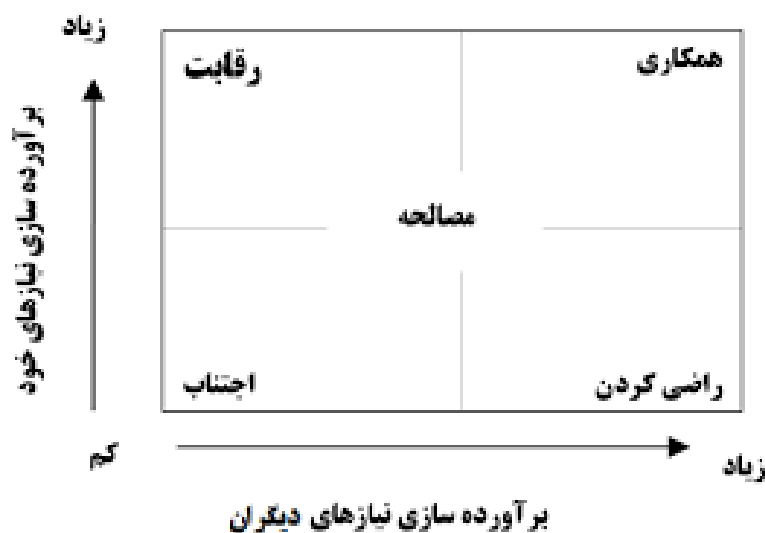 زیاد
رقابت
همکاری
برآورده سازی نیازهای خود
مصالحه
اجتناب
راضی کردن
کم
زیاد
برآورده سازی نیازهای دیگران